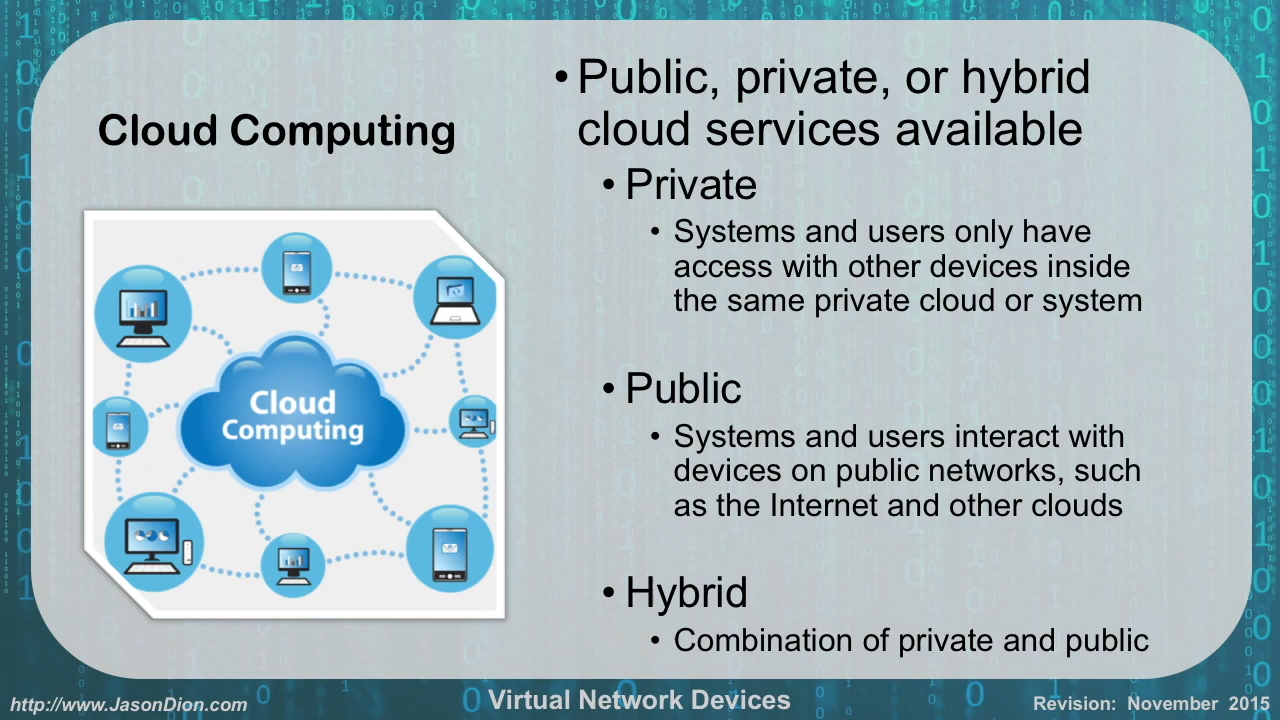 Cloud Computing
Cloud
Computing
• Public, private, or hybrid
cloud services available
• Private
• Systems and users only have
access with other devices inside
the same private cloud or system
• Public
• Systems and users interact with
devices on public networks, such
as the Internet and other clouds
• Hybrid
• Combination of private and public
http://www.JasonDion.com
Virtual Network Devices
Revision: November 2015